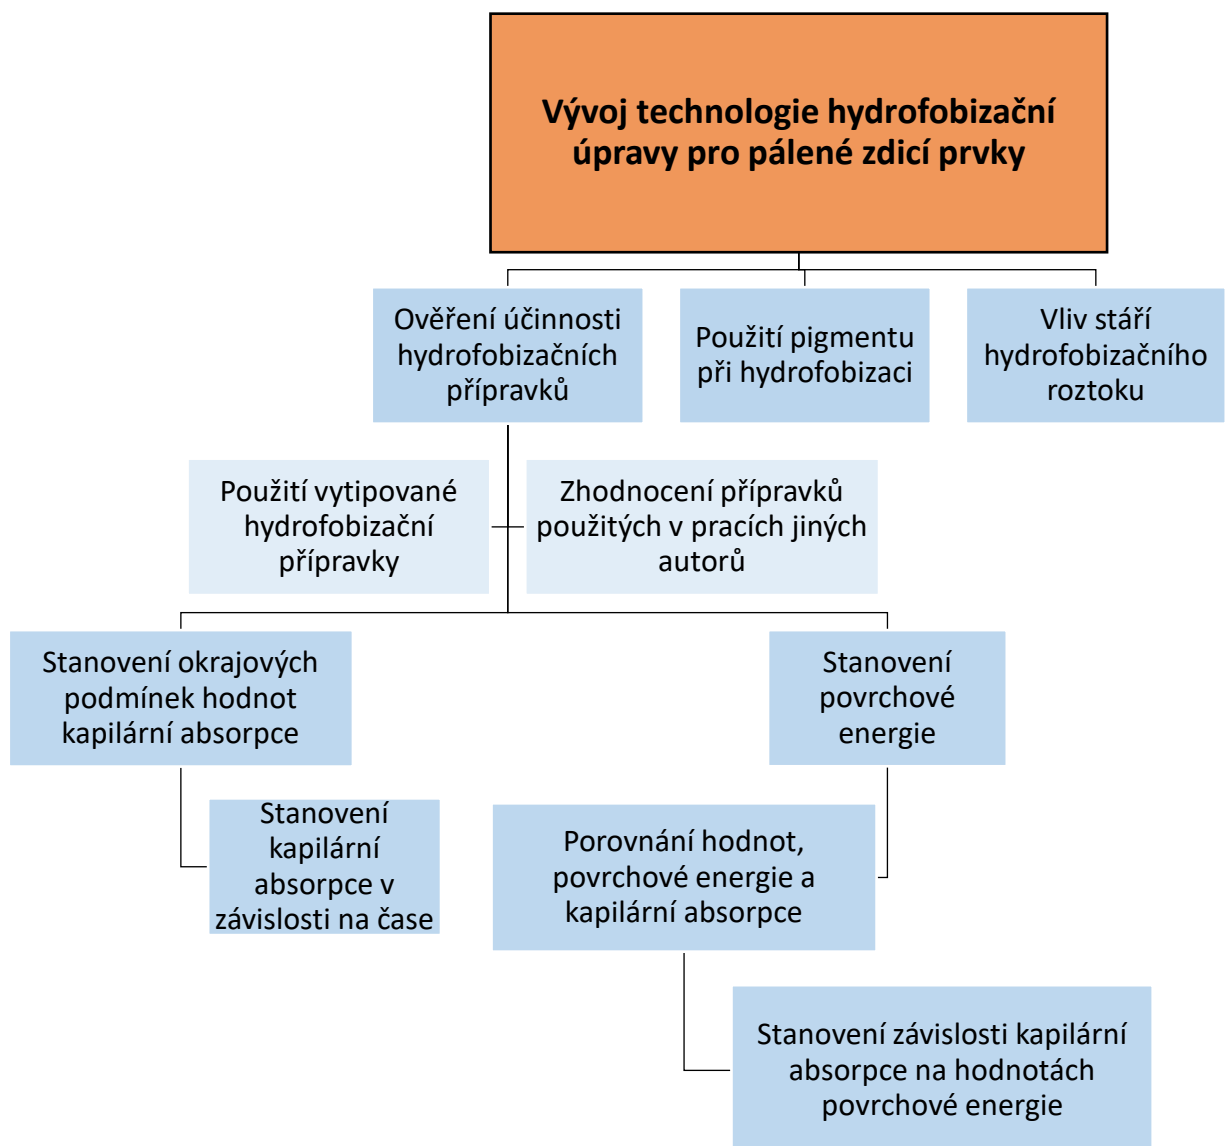 Vývoj technologie hydrofobizační
úpravy pro pálené zdicí prvky
Ověření účinnosti
hydrofobizačních
přípravků
Použití pigmentu
při hydrofobizaci
Vliv stáří
hydrofobizačního
roztoku
Použití vytipované
hydrofobizační
přípravky
Zhodnocení přípravků
použitých v pracích jiných
autorů
Stanovení okrajových
podmínek hodnot
kapilární absorpce
Stanovení
povrchové
energie
Stanovení
kapilární
absorpce v
závislosti na čase
Porovnání hodnot,
povrchové energie a
kapilární absorpce
Stanovení závislosti kapilární
absorpce na hodnotách
povrchové energie